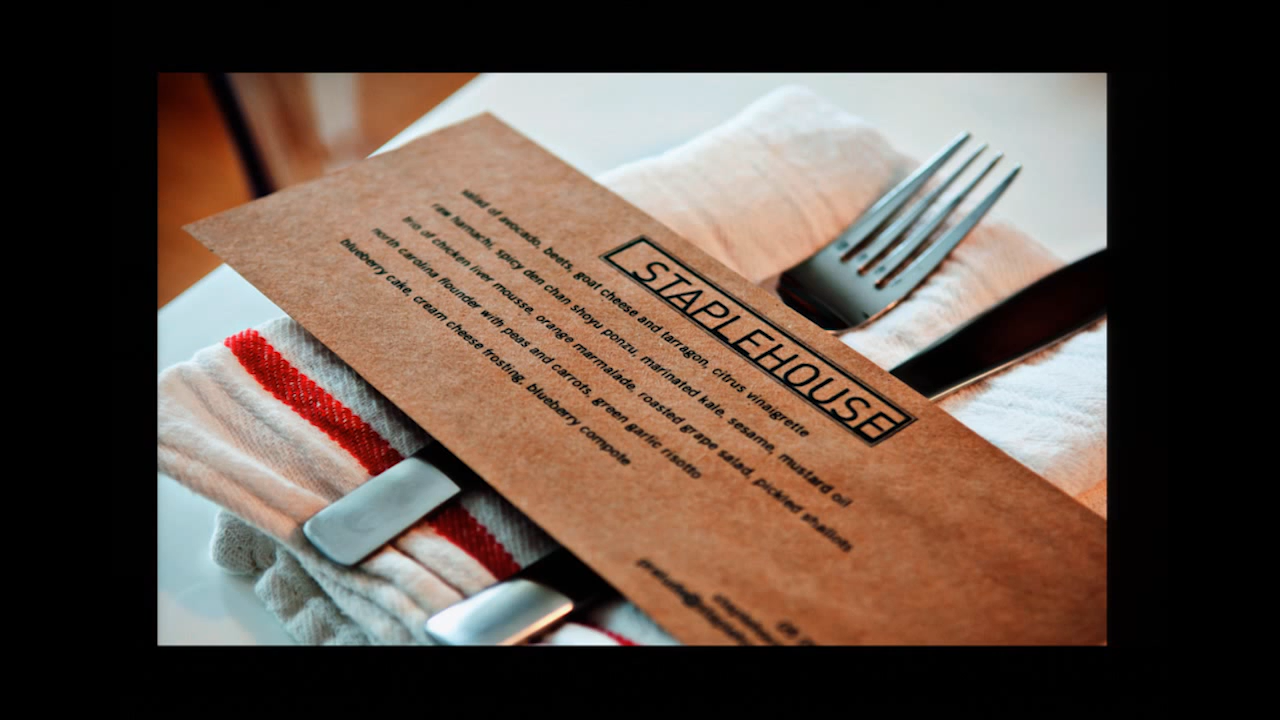 STAPLEHOUSE
salad of avocado, beets, goat cheese and tarragon, citrus vinaigrette
raw hamachi, spicy den chan shoyu ponzu, marinated kale, sesame, mustard oil
trio of chicken liver mousse, orange marmalade, roasted grape salad, pickled shallots
north carolina flounder with peas and carrots, green garlic risotto
blueberry cake, cream cheese frosting, blueberry compote